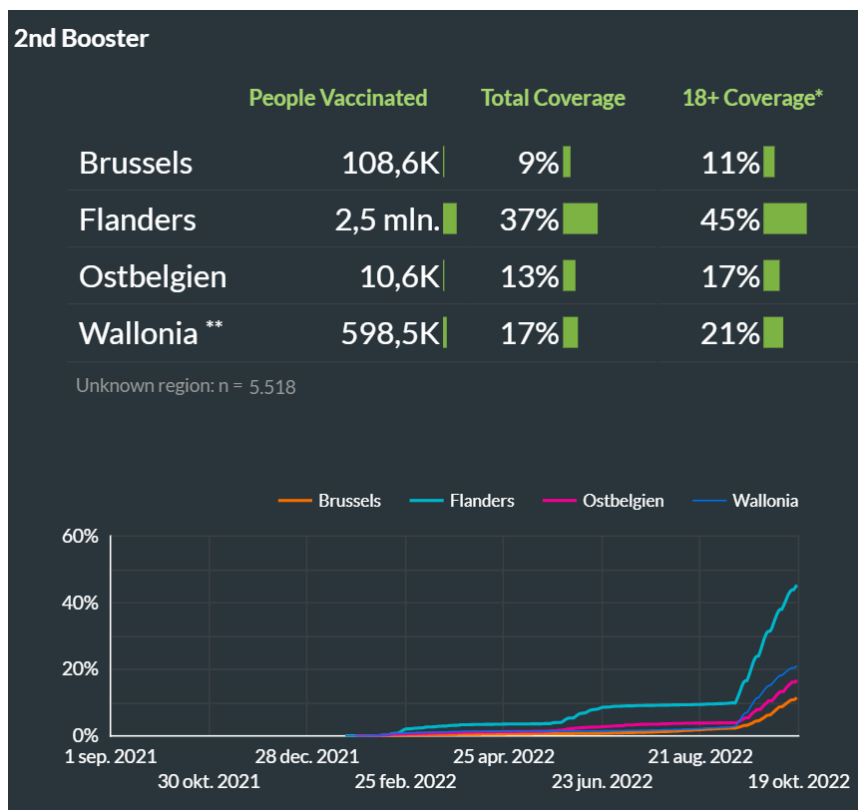 2nd Booster
People Vaccinated Total Coverage 18+ Coverage*
Brussels 108,6K 9% 11%
Flanders 2,5 mln. 37% 45%
Ostbelgien 10,6K 13% 17%
Wallonia ** 598,5K 17% 21%
Unknown region: n = 5.518
Brussels Flanders Ostbelgien Wallonia
60%
40%
20%
0%
1 sep. 2021 28 dec. 2021 25 apr. 2022 21 aug. 2022
30 okt. 2021 25 feb. 2022 23 jun. 2022 19 okt. 2022